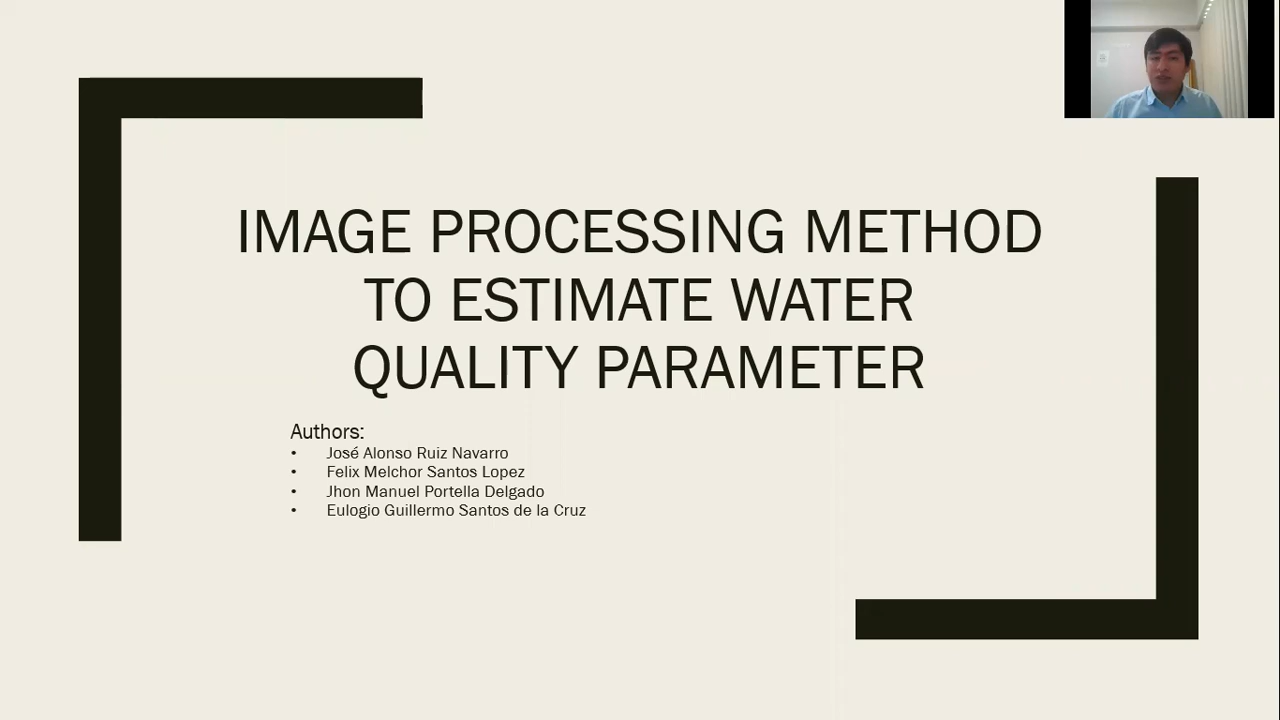 IMAGE PROCESSING METHOD
TO ESTIMATE WATER
QUALITY PARAMETER
Authors:
• José Alonso Ruiz Navarro
• Felix Melchor Santos Lopez
• Jhon Manuel Portella Delgado
• Eulogio Guillermo Santos de la Cruz